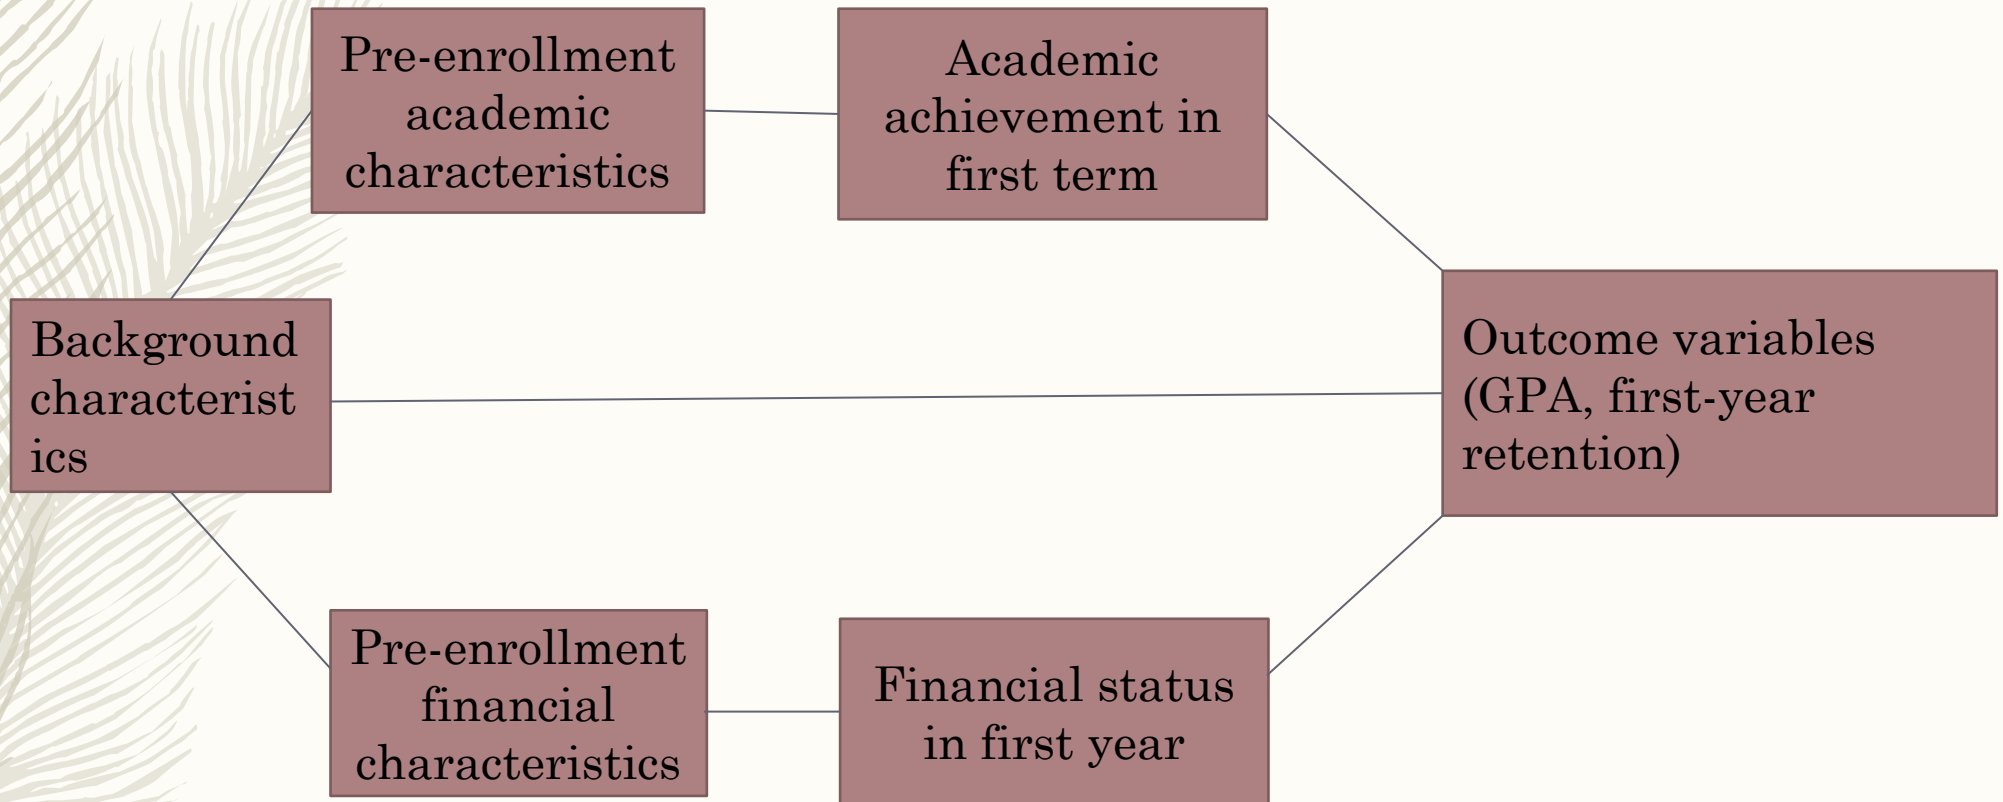 Pre-enrollment
academic
characteristics
Academic
achievement in
first term
Background
characterist
ics
Outcome variables
(GPA, first-year
retention)
Pre-enrollment
financial
characteristics
Financial status
in first year